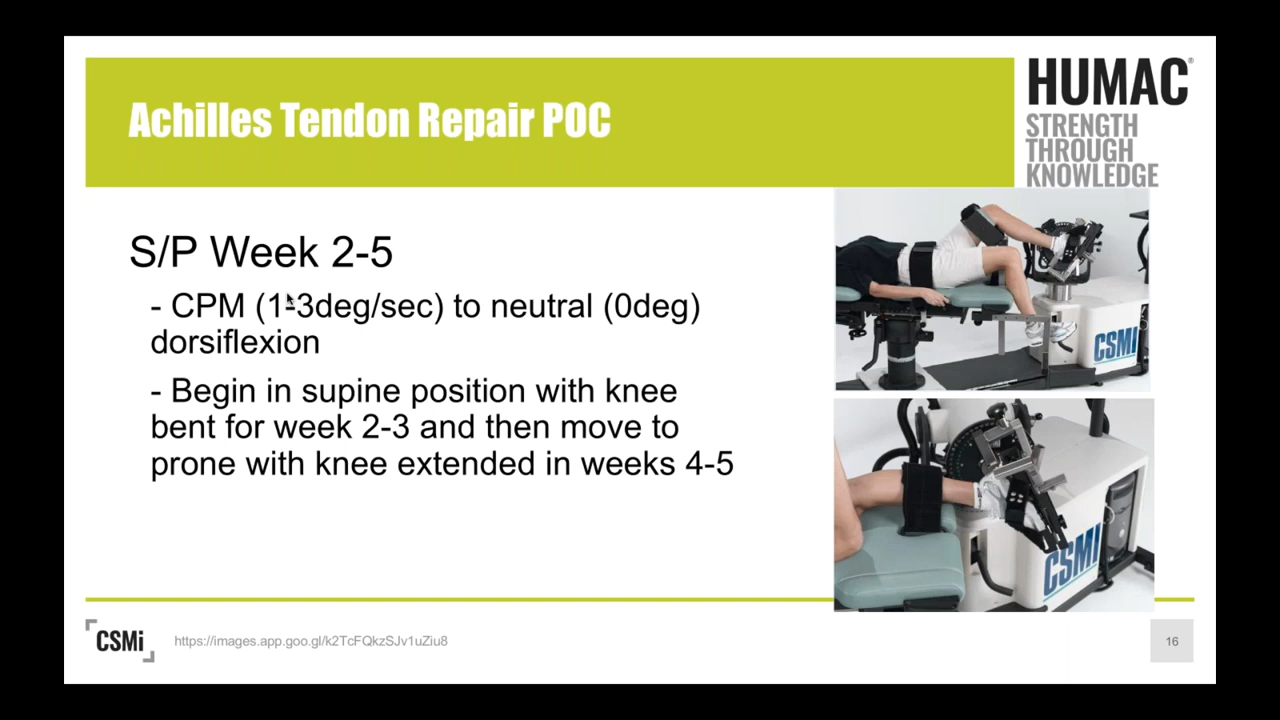 Achilles Tendon Repair POC
HUMAC®
STRENGTH
THROUGH
KNOWLEDGE
S/P Week 2-5
- CPM (1-3deg/sec) to neutral (0deg)
dorsiflexion
- Begin in supine position with knee
bent for week 2-3 and then move to
prone with knee extended in weeks 4-5
CSMI
CSMI
CSMi
https://images.app.goo.gl/k2TcFQkzSJv1uZiu8
16